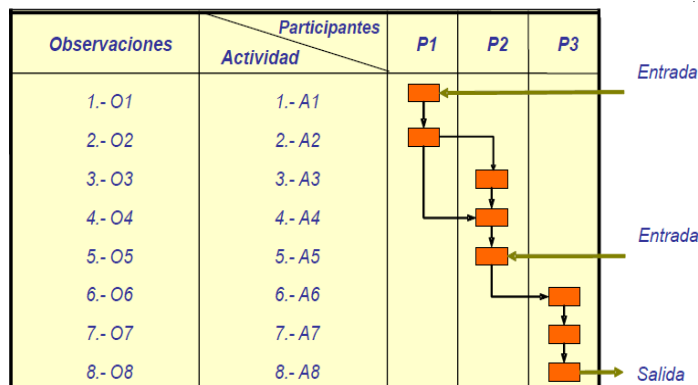 Observaciones Participantes Actividad P1 P2 P3
Entrada
1.- O1 1.- A1
2.- O2 2.- A2
3.- O3 3.- A3
4.- O4 4.- A4
Entrada
5.- O5 5.- A5
6.- O6 6.- A6
7.- O7 7.- A7
8.- O8 8.- A8 Salida